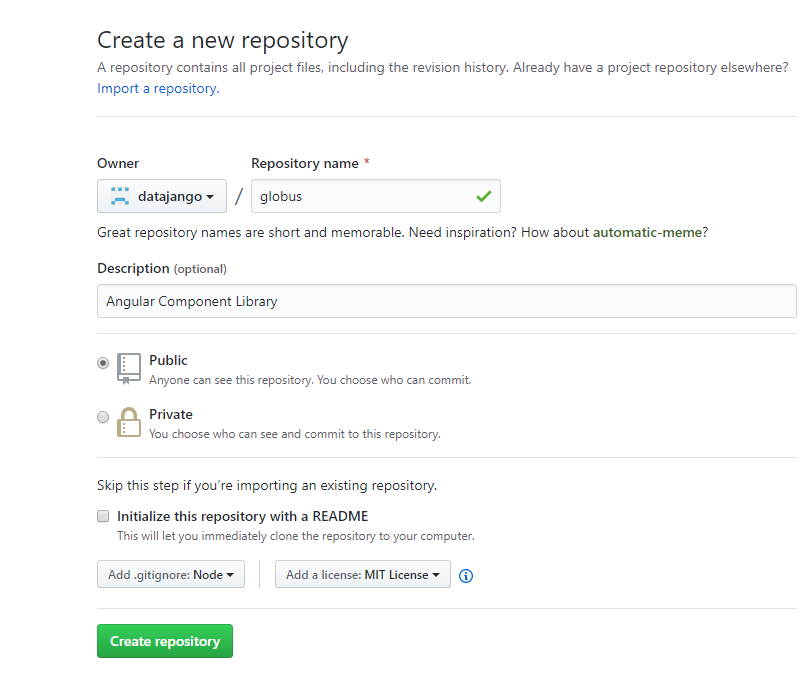 Create a new repository
A repository contains all project files, including the revision history. Already have a project repository elsewhere?
Import a repository.
Owner
Repository name *
datajango
/
globus
Great repository names are short and memorable. Need inspiration? How about automatic-meme?
Description (optional)
Angular Component Library
Public
Anyone can see this repository. You choose who can commit.
Private
You choose who can see and commit to this repository.
Skip this step if you’re importing an existing repository.
Initialize this repository with a README
This will let you immediately clone the repository to your computer.
Add .gitignore: Node
Add a license: MIT License
Create repository